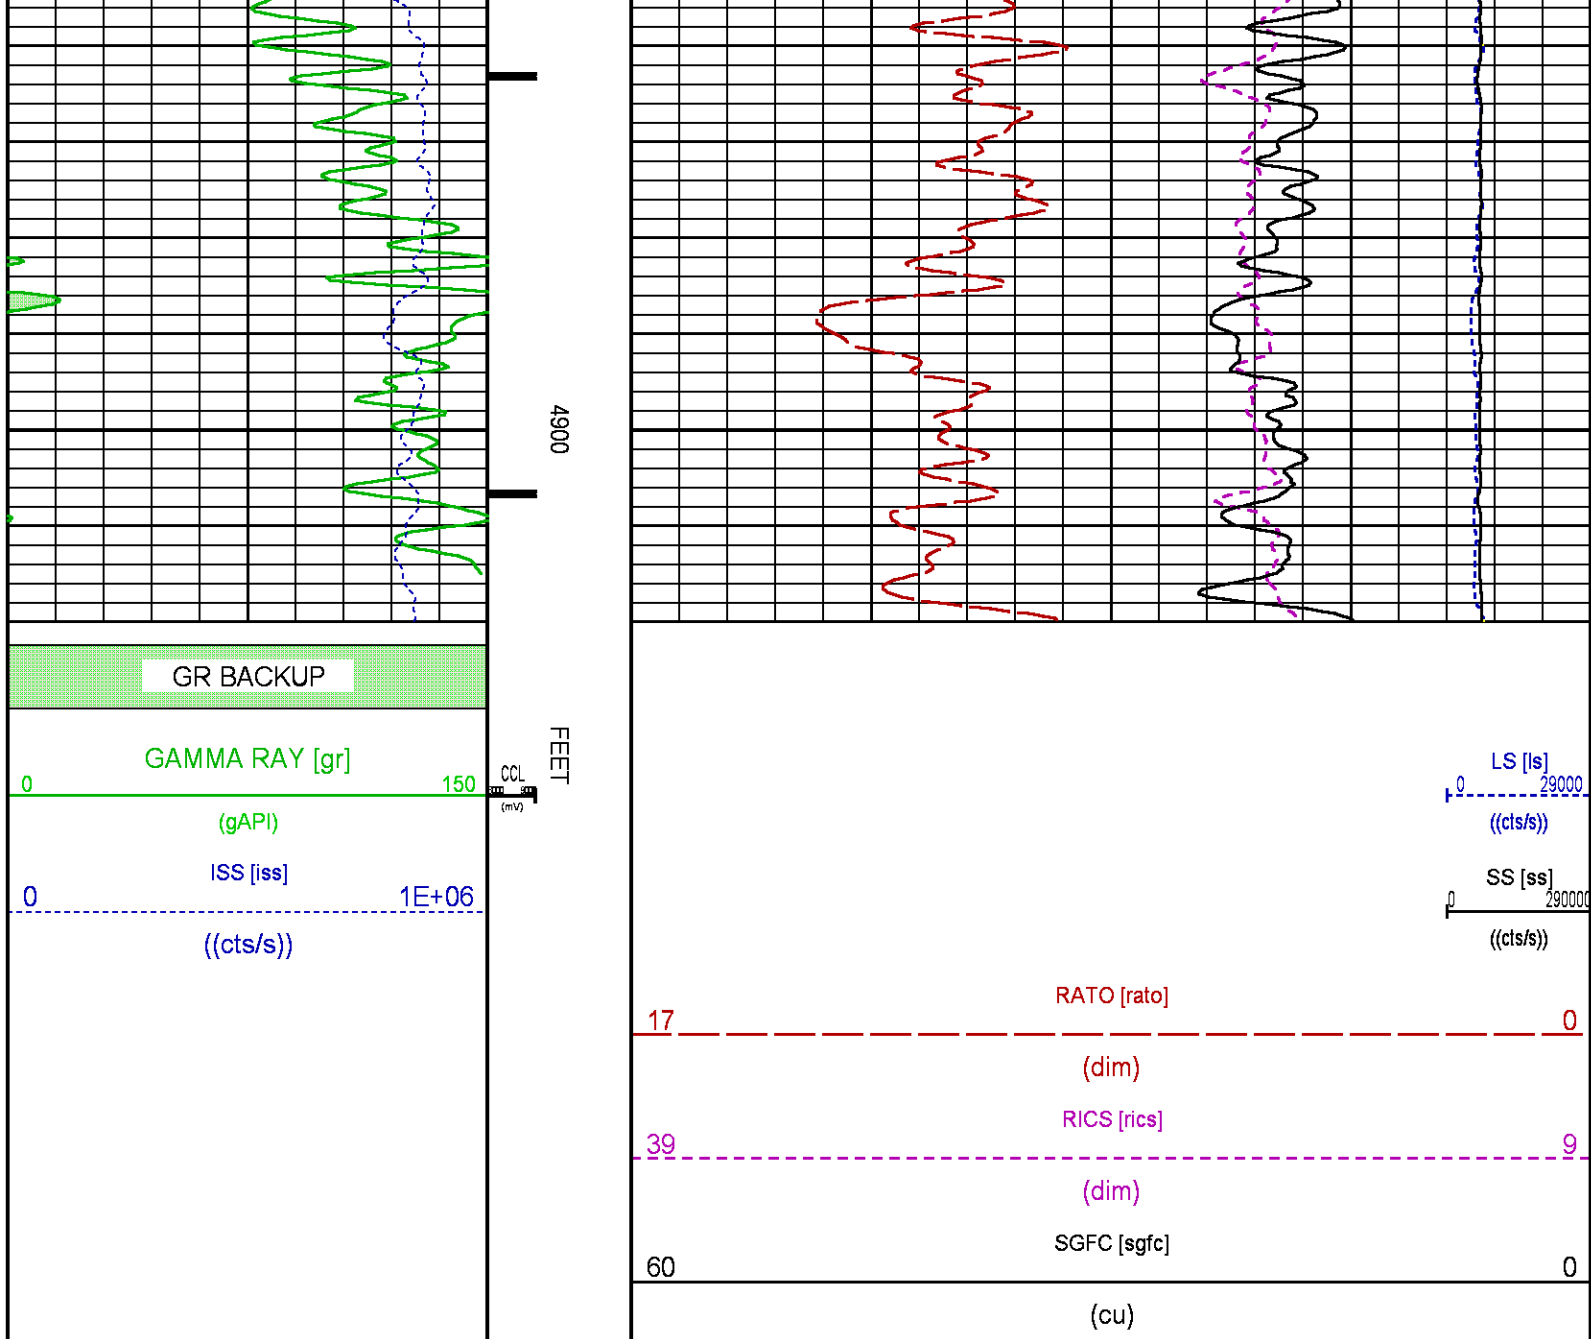 4900
GR BACKUP
FEET
GAMMA RAY [gr]
0 150
(gAPI)
CCL
(mV)
ISS [iss]
0 1E+06
((cts/s))
LS [ls]
0 29000
((cts/s))
SS [ss]
0 290000
((cts/s))
RATO [rato]
17 0
(dim)
RICS [rics]
39 9
(dim)
SGFC [sgfc]
60 0
(cu)